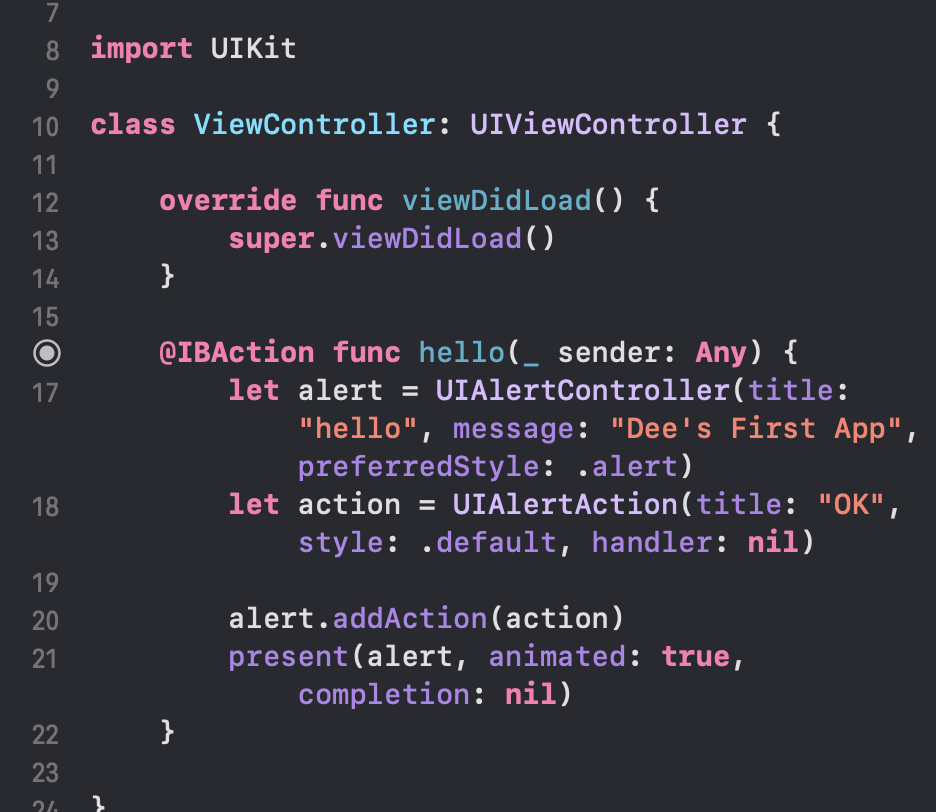 7
8 import UIKit
9
10 class ViewController: UIViewController {
11
12     override func viewDidLoad() {
13         super.viewDidLoad()
14     }
15
    @IBAction func hello(_ sender: Any) {
17         let alert = UIAlertController(title:
            "hello", message: "Dee's First App",
            preferredStyle: .alert)
18         let action = UIAlertAction(title: "OK",
            style: .default, handler: nil)
19
20         alert.addAction(action)
21         present(alert, animated: true,
            completion: nil)
22     }
23
24 }